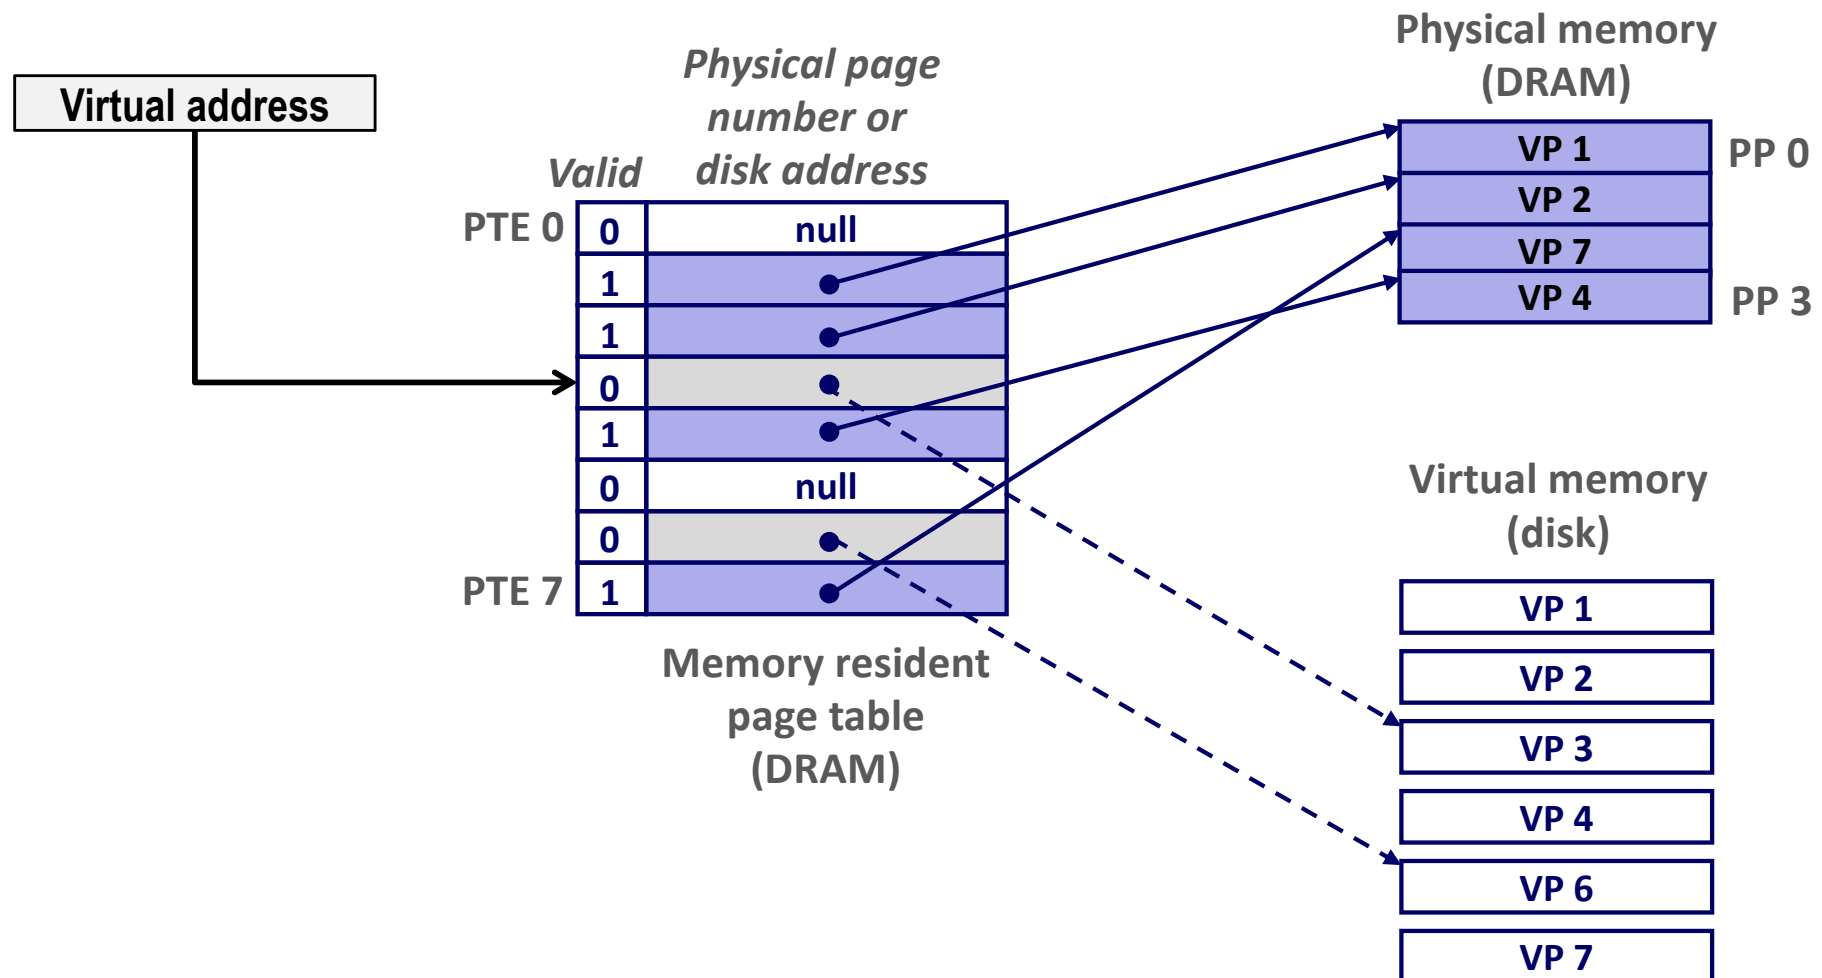 Virtual address
Physical page
number or
disk address
Valid
PTE 0
0
null
1
1
0
1
0
null
0
PTE 7
1
Memory resident
page table
(DRAM)
Physical memory
(DRAM)
VP 1
PP 0
VP 2
VP 7
VP 4
PP 3
Virtual memory
(disk)
VP 1
VP 2
VP 3
VP 4
VP 6
VP 7